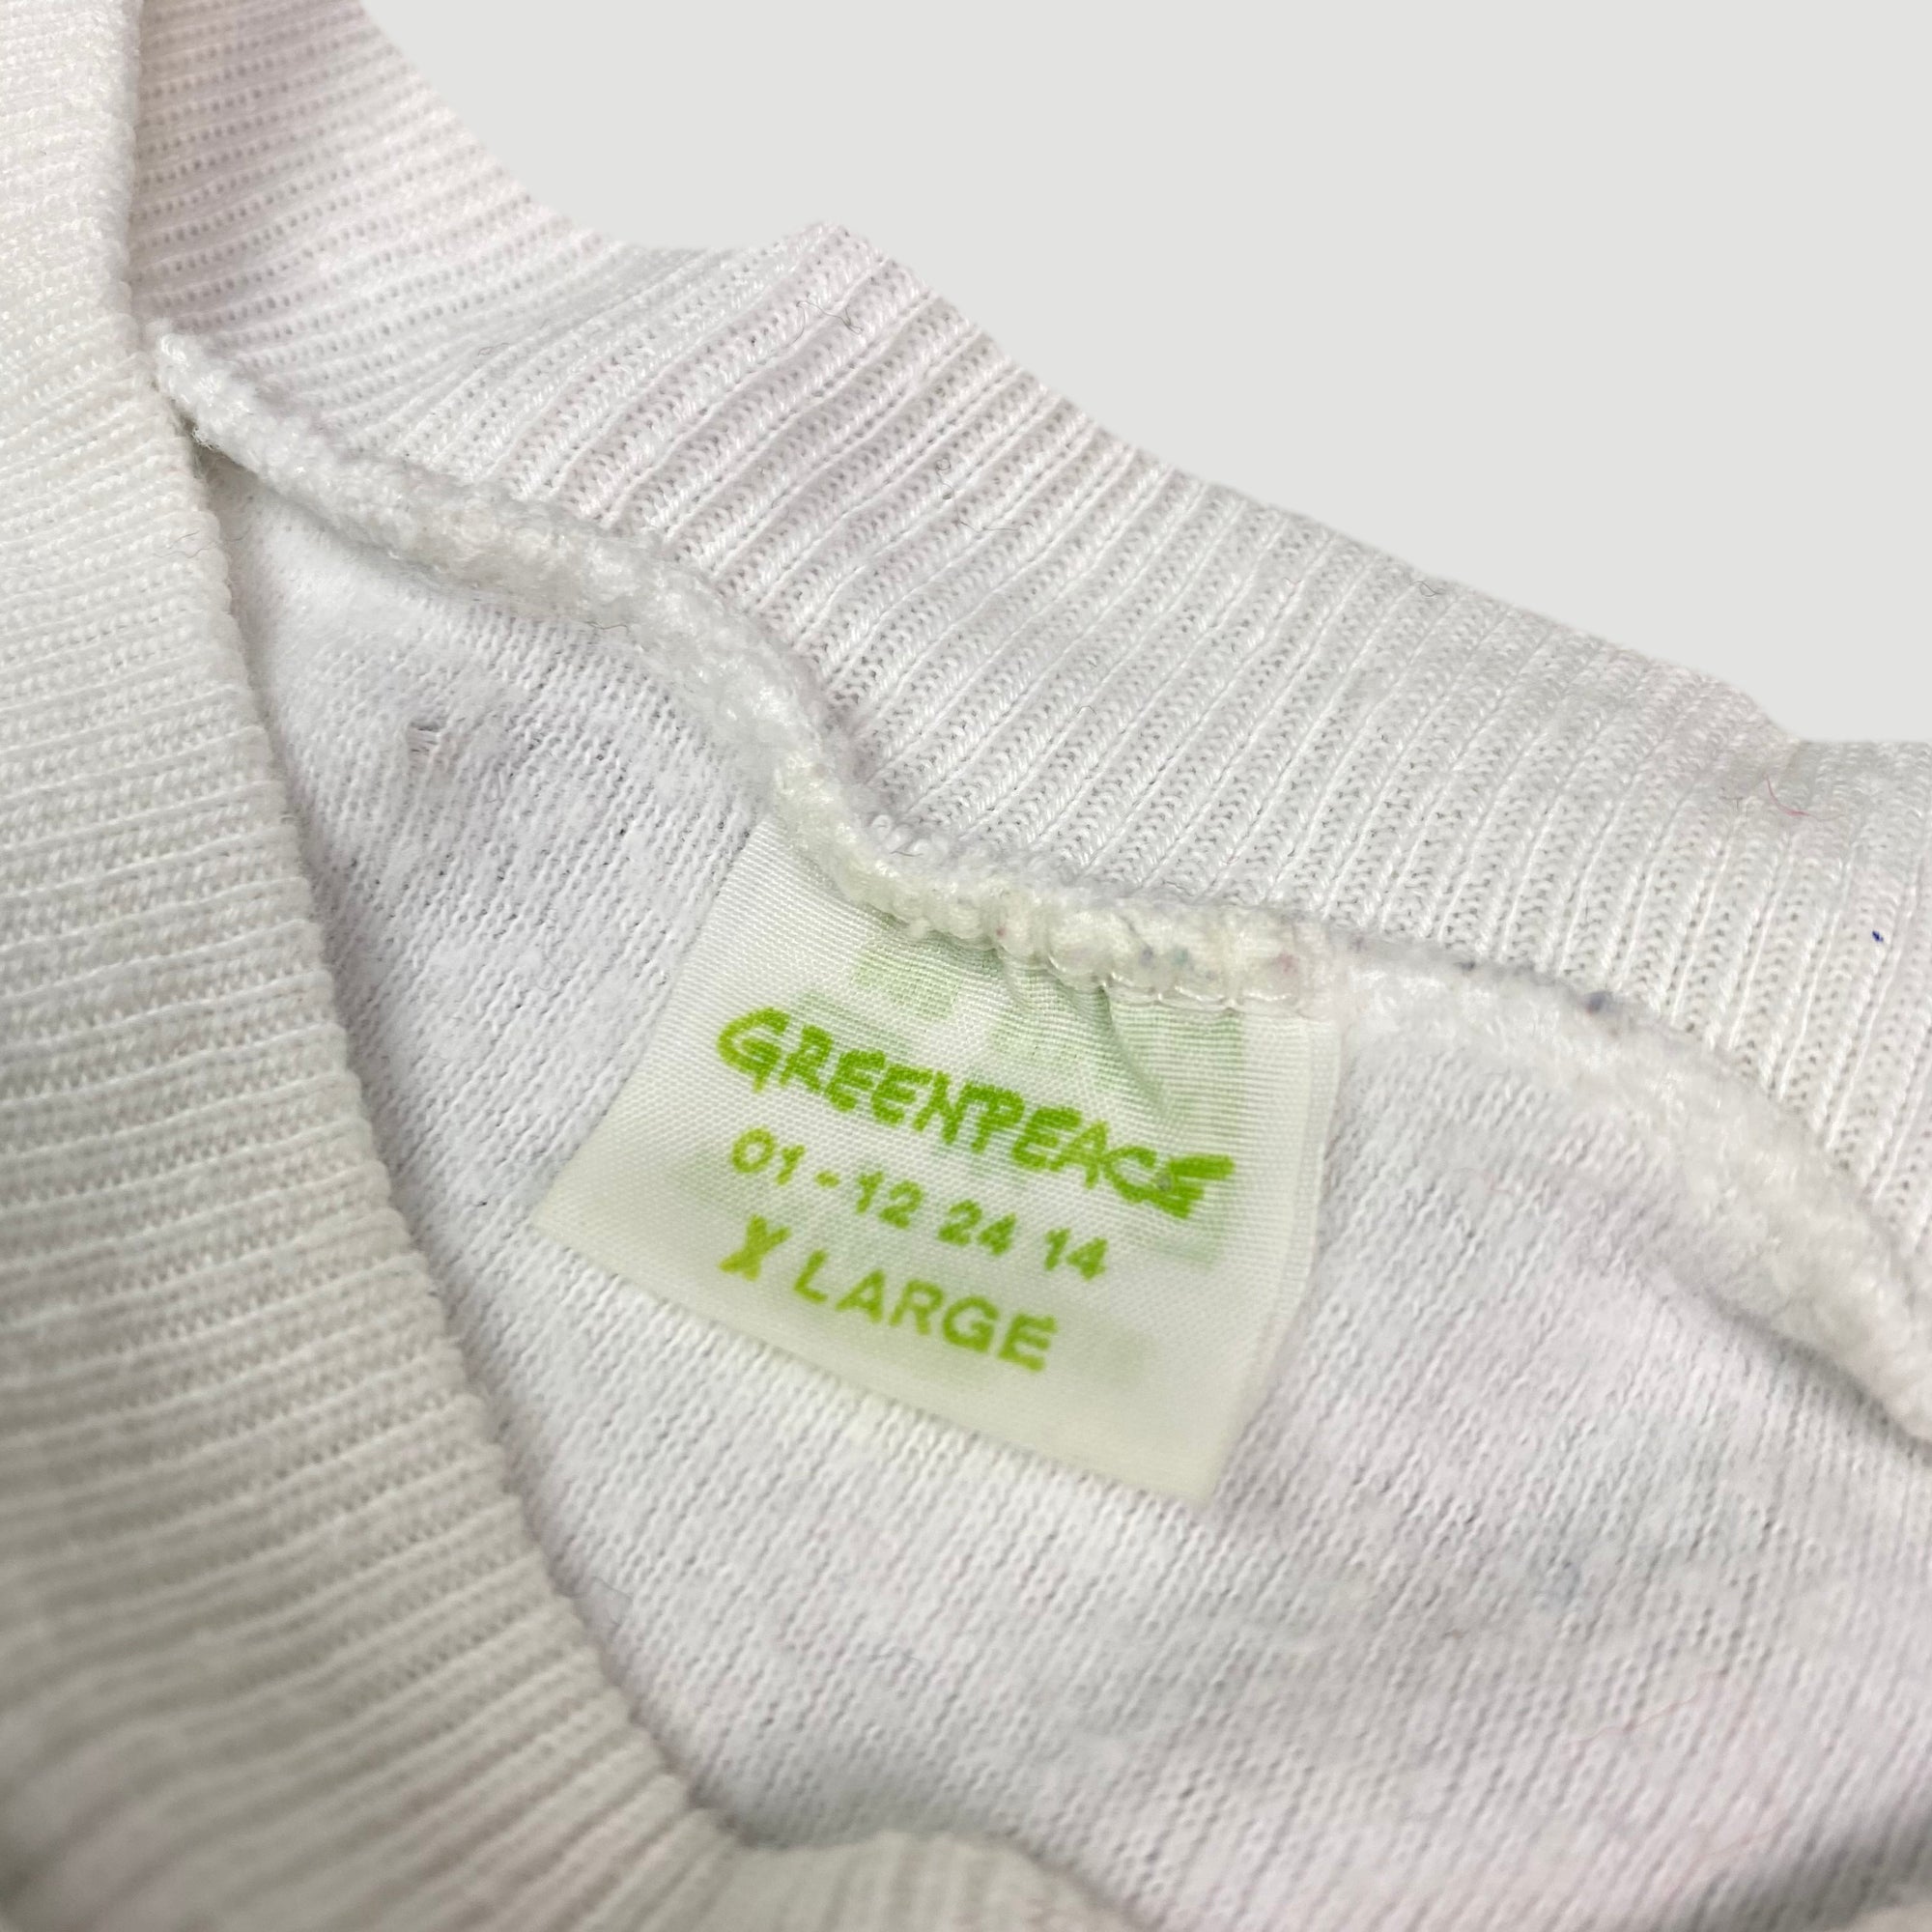 GREENPEACE
01-12 24 14
X LARGE